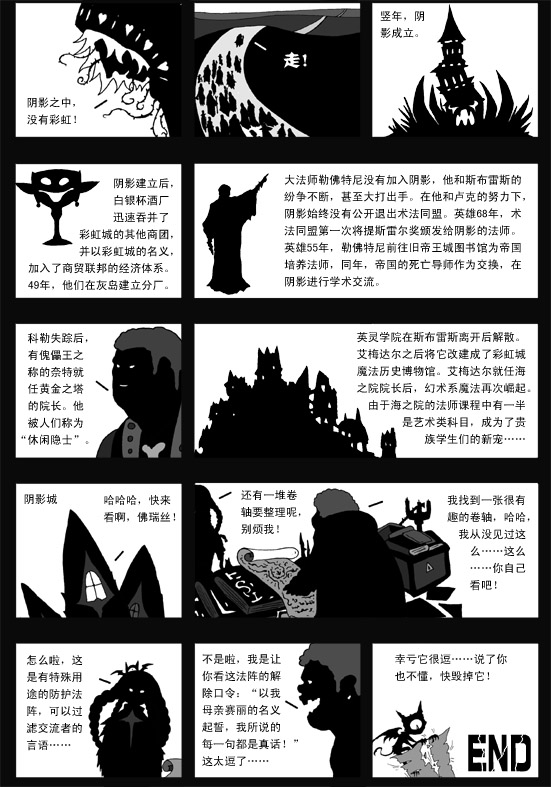 阴影之中，
没有彩虹！
走！
竖年，阴
影成立。
阴影建立后，
白银杯酒厂
迅速吞并了
彩虹城的其他商团，
并以彩虹城的名义，
加入了商贸联邦的经济体系。
49年，他们在灰岛建立分厂。
大法师勒佛特尼没有加入阴影，他和斯布雷斯的
纷争不断，甚至大打出手。在他和卢克的努力下，
阴影始终没有公开退出术法同盟。英雄68年，术
法同盟第一次将提斯雷尔奖颁发给阴影的法师。
英雄55年，勒佛特尼前往旧帝王城图书馆为帝国
培养法师，同年，帝国的死亡导师作为交换，在
阴影进行学术交流。
科勒失踪后，
有傀儡王之
称的奈特就
任黄金之塔
的院长。他
被人们称为
“休闲隐士”。
英灵学院在斯布雷斯离开后解散。
艾梅达尔之后将它改建成了彩虹城
魔法历史博物馆。艾梅达尔就任海
之院院长后，幻术系魔法再次崛起。
由于海之院的法师课程中有一半
是艺术类科目，成为了贵
族学生们的新宠……
阴影城
哈哈哈，快来
看啊，佛瑞丝！
还有一堆卷
轴要整理呢，
别烦我！
我找到一张很有
趣的卷轴，哈哈，
我从没见过这
么……这么
……你自己
看吧！
怎么啦，这
是有特殊用
途的防护法
阵，可以过
滤交流者的
言语……
不是啦，我是让
你看这法阵的解
除口令：“以我
母亲赛丽的名义
起誓，我所说的
每一句都是真话！”
这太逗了……
幸亏它很逗……说了你
也不懂，快毁掉它！
END